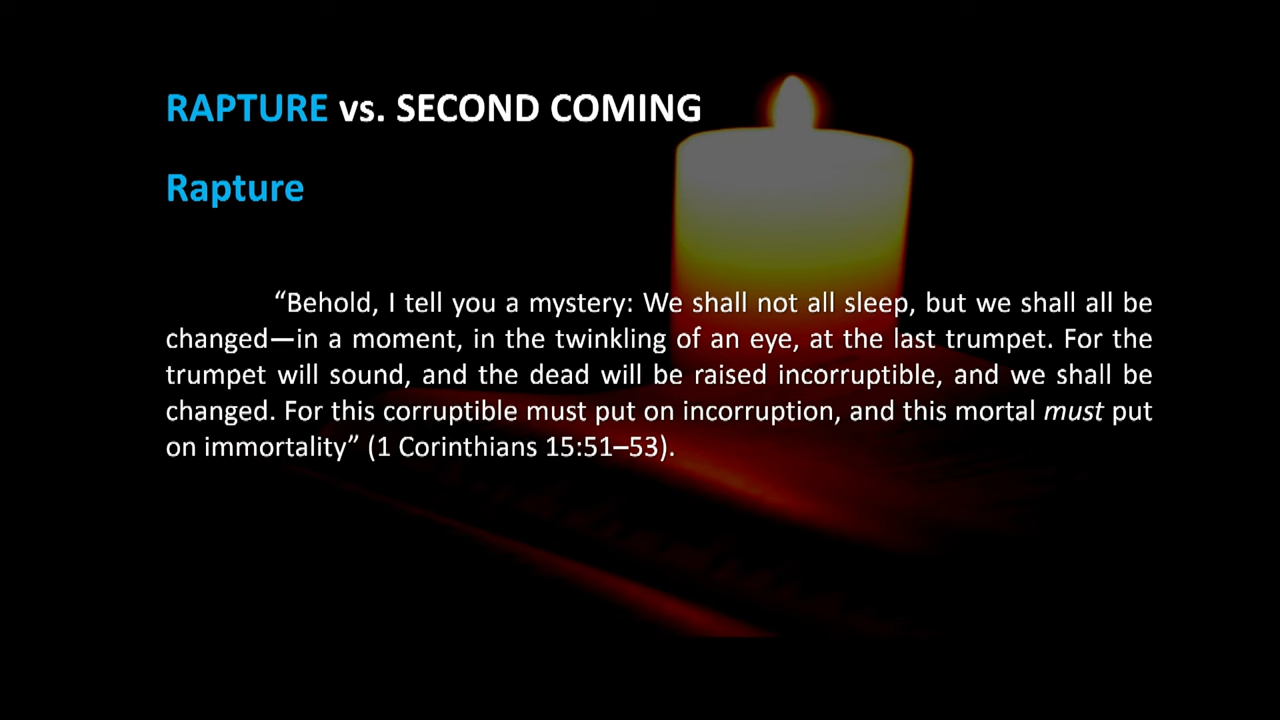 RAPTURE vs. SECOND COMING
Rapture
“Behold, I tell you a mystery: We shall not all sleep, but we shall all be
changed—in a moment, in the twinkling of an eye, at the last trumpet. For the
trumpet will sound, and the dead will be raised incorruptible, and we shall be
changed. For this corruptible must put on incorruption, and this mortal must put
on immortality” (1 Corinthians 15:51–53).